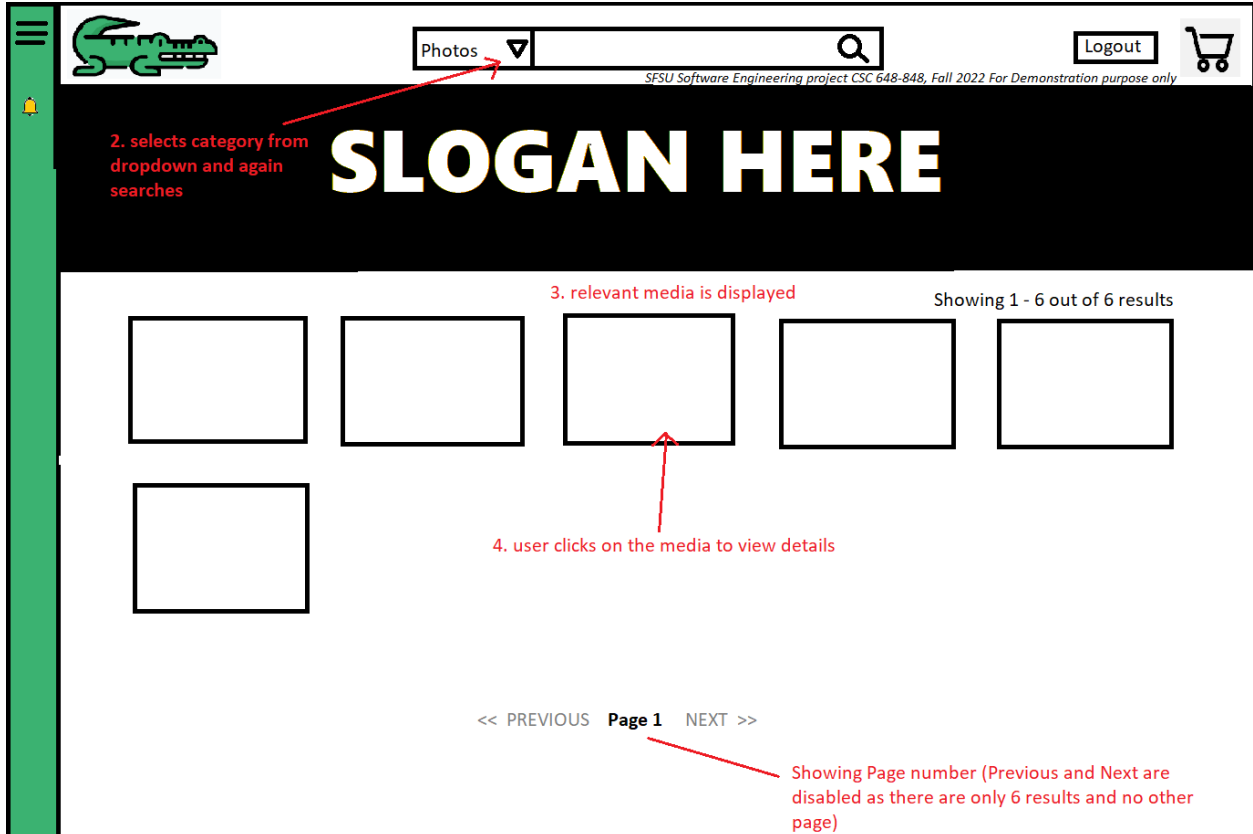 Photos
Logout
SFSU Software Engineering project CSC 648-848, Fall 2022 For Demonstration purpose only
2. selects category from
dropdown and again
searches
SLOGAN HERE
3. relevant media is displayed
Showing 1 - 6 out of 6 results
4. user clicks on the media to view details
<< PREVIOUS Page 1 NEXT >>
Showing Page number (Previous and Next are
disabled as there are only 6 results and no other
page)